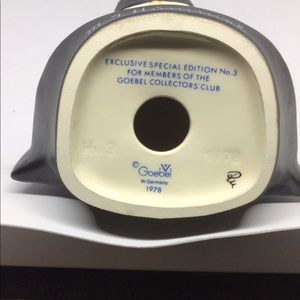 EXCLUSIVE SPECIAL EDITION No. 3
FOR MEMBERS OF THE
GOEBEL COLLECTORS CLUB
© Goebel
W. Germany
1978